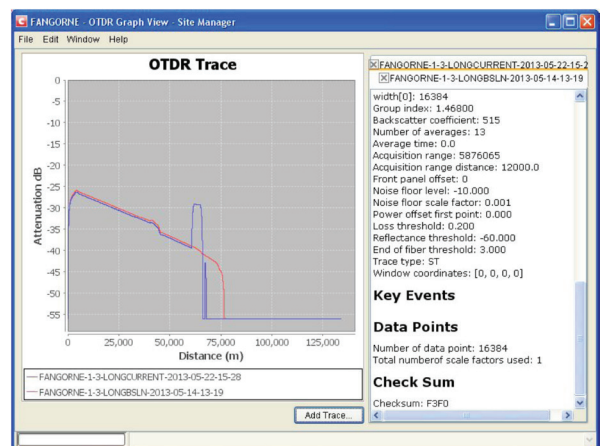 FANGORNE - OTDR Graph View - Site Manager
File Edit Window Help
OTDR Trace
0
-5
-10
-15
-20
-25
-30
-35
-40
-45
-50
-55
Attenuation dB
0 25,000 50,000 75,000 100,000 125,000
Distance (m)
FANGORNE-1-3-LONGCURRENT-2013-05-22-15-28
FANGORNE-1-3-LONGBSLN-2013-05-14-13-19
Add Trace...
FANGORNE-1-3-LONGCURRENT-2013-05-22-15-2
FANGORNE-1-3-LONGBSLN-2013-05-14-13-19
width[0]: 16384
Group index: 1.46800
Backscatter coefficient: 515
Number of averages: 13
Average time: 0.0
Acquisition range: 5876065
Acquisition range distance: 12000.0
Front panel offset: 0
Noise floor level: -10.000
Noise floor scale factor: 0.001
Power offset first point: 0.000
Loss threshold: 0.200
Reflectance threshold: -60.000
End of fiber threshold: 3.000
Trace type: ST
Window coordinates: [0, 0, 0, 0]
Key Events
Data Points
Number of data point: 16384
Total numberof scale factors used: 1
Check Sum
Checksum: F3F0